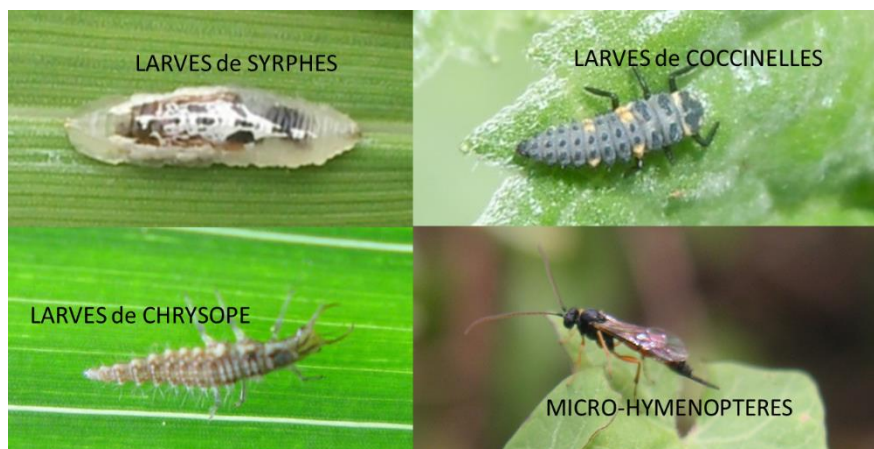 LARVES de SYRPHES
LARVES de COCCINELLES
LARVES de CHRYSOPE
MICRO-HYMENOPTERES